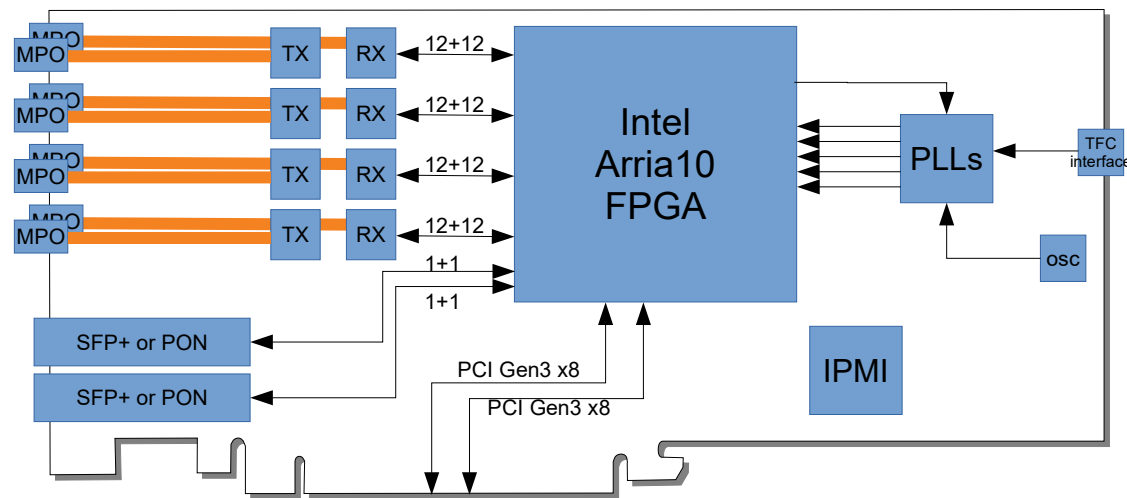 MPO
MPO
TX
RX
12+12
MPO
MPO
TX
RX
12+12
MPO
MPO
TX
RX
12+12
MPO
MPO
TX
RX
12+12
1+1
1+1
SFP+ or PON
SFP+ or PON
Intel
Arria10
FPGA
PLLs
TFC
interface
osc
IPMI
PCI Gen3 x8
PCI Gen3 x8